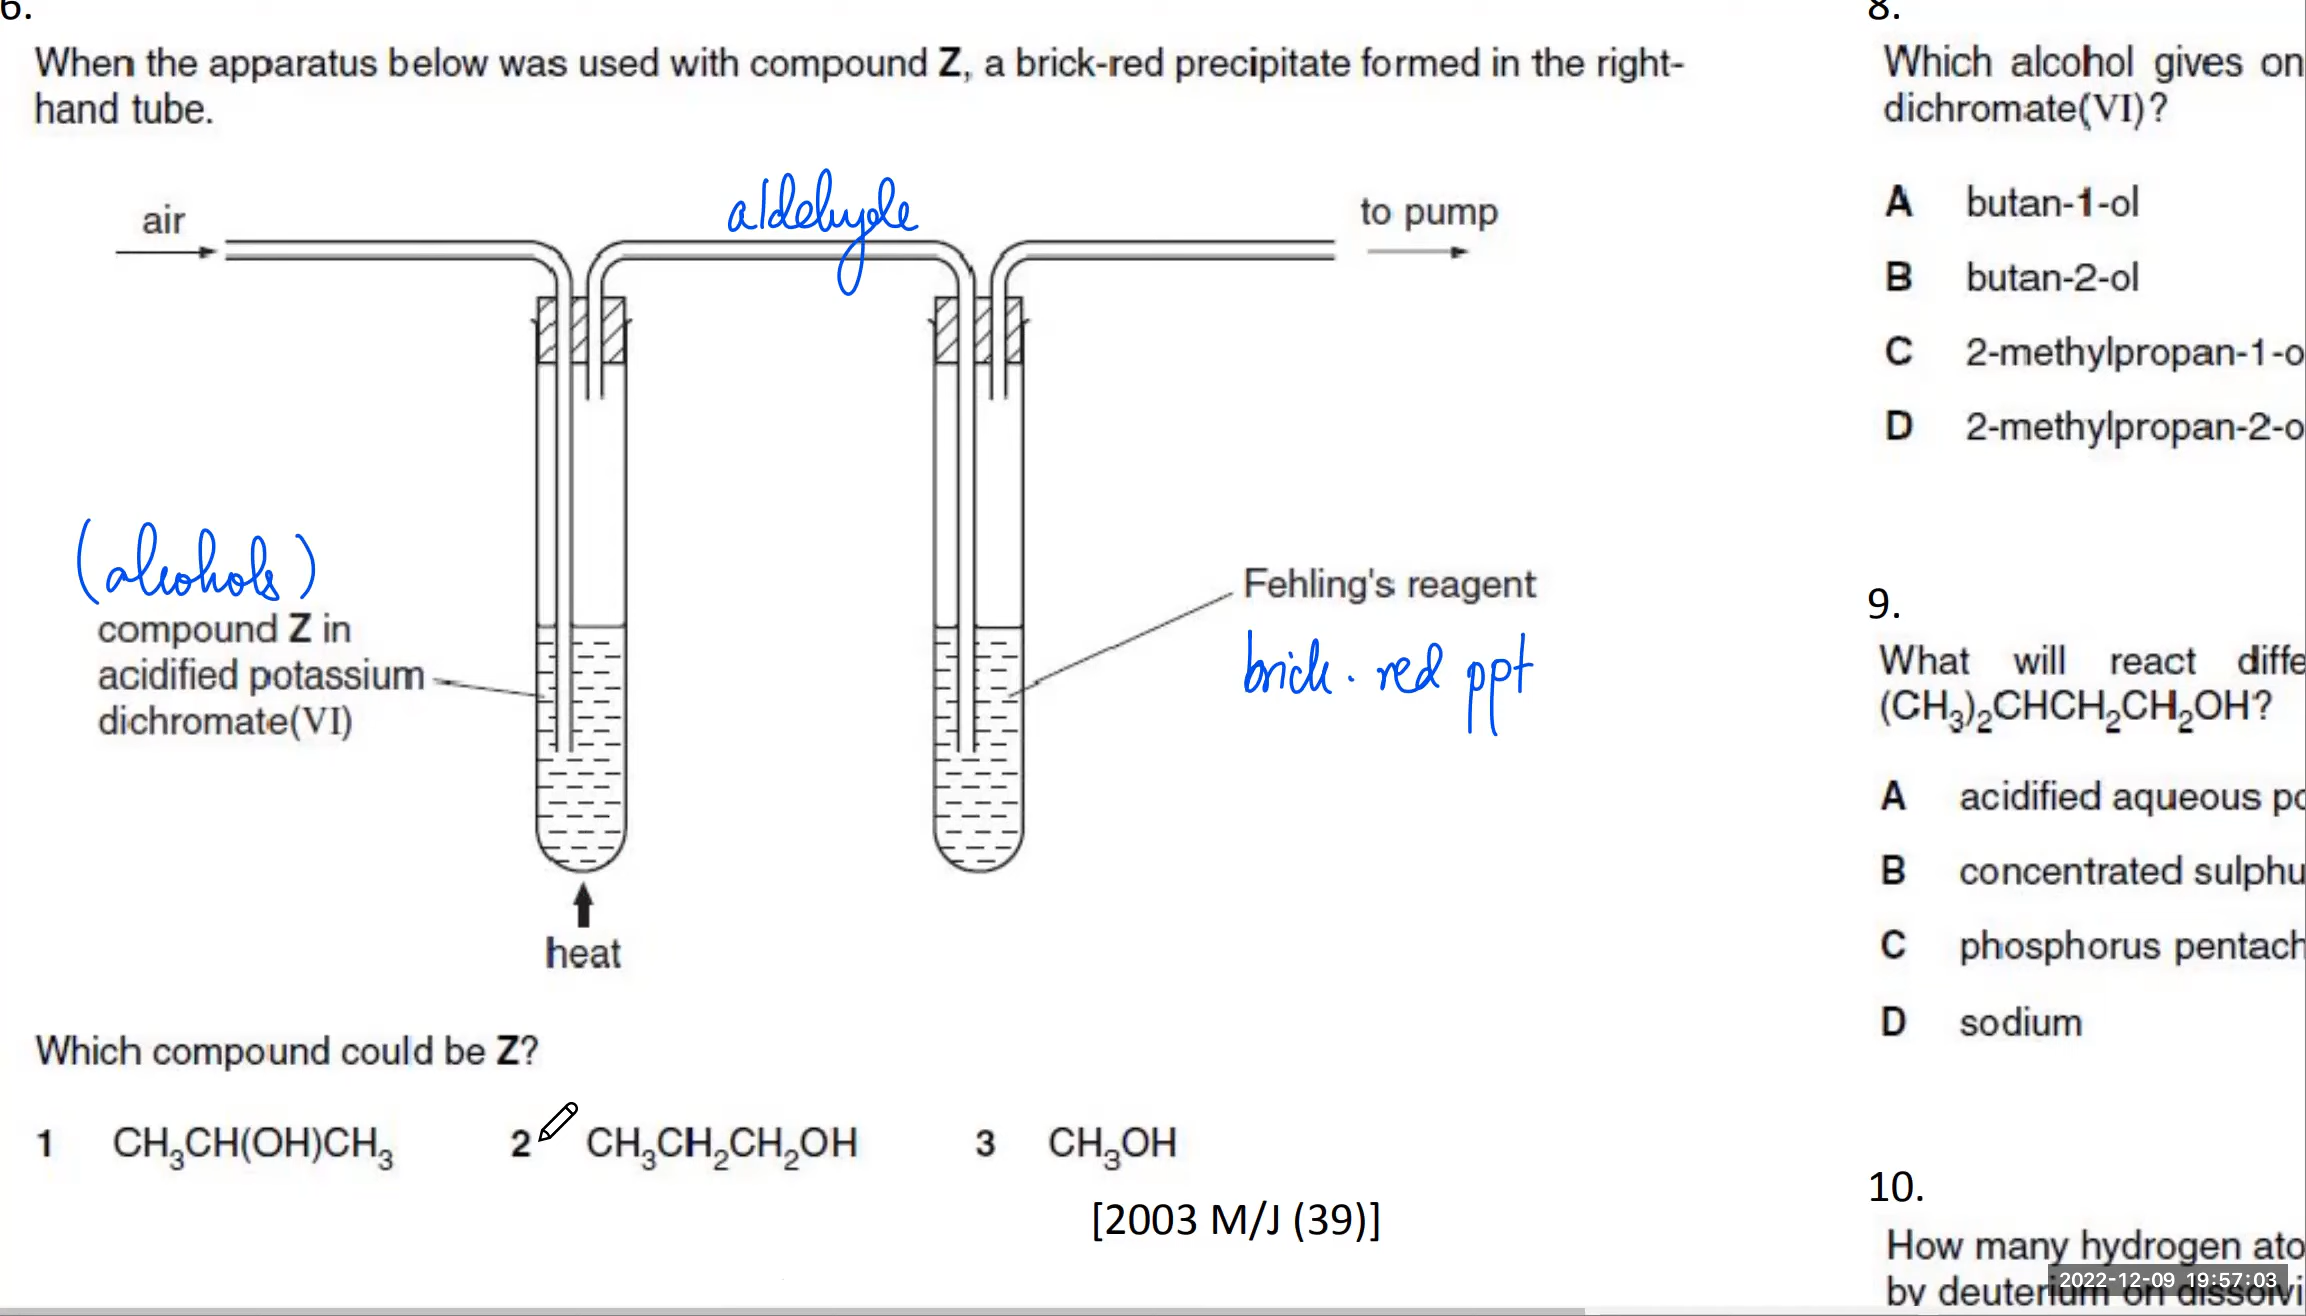 6.
When the apparatus below was used with compound Z, a brick-red precipitate formed in the right-
hand tube.
air
aldehyde
to pump
(alcohols)
compound Z in
acidified potassium
dichromate(VI)
Fehling's reagent
brick-red ppt
heat
Which compound could be Z?
1 CH₃CH(OH)CH₃ 2 CH₃CH₂CH₂OH 3 CH₃OH
[2003 M/J (39)]
8.
Which alcohol gives on
dichromate(VI)?
A butan-1-ol
B butan-2-ol
C 2-methylpropan-1-o
D 2-methylpropan-2-o
9.
What will react diffe
(CH₃)₂CHCH₂CH₂OH?
A acidified aqueous po
B concentrated sulphu
C phosphorus pentach
D sodium
10.
How many hydrogen ato
by deuterium on dissolvi
2022-12-09 19:57:03